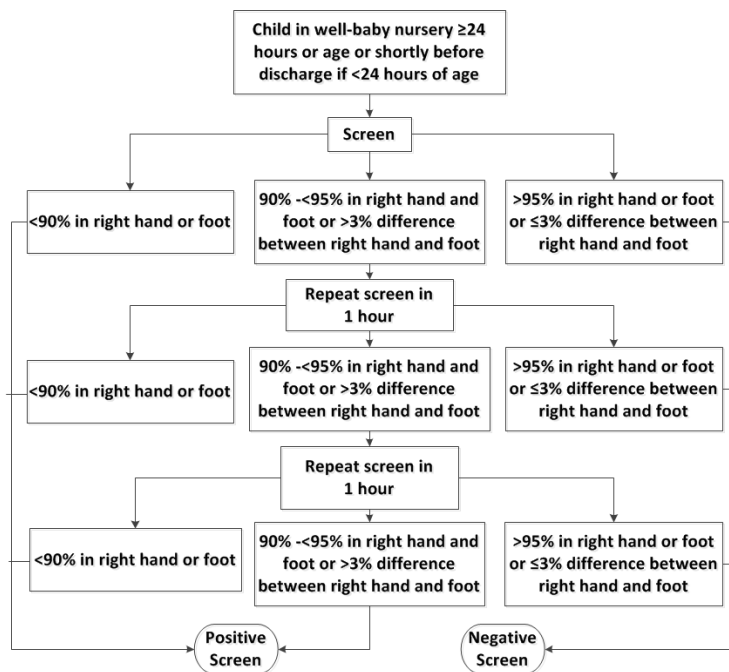 Child in well-baby nursery ≥24
hours or age or shortly before
discharge if <24 hours of age
Screen
<90% in right hand or foot
90% -<95% in right hand and
foot or >3% difference
between right hand and foot
>95% in right hand or foot
or ≤3% difference between
right hand and foot
Repeat screen in
1 hour
<90% in right hand or foot
90% -<95% in right hand and
foot or >3% difference
between right hand and foot
>95% in right hand or foot
or ≤3% difference between
right hand and foot
Repeat screen in
1 hour
<90% in right hand or foot
90% -<95% in right hand and
foot or >3% difference
between right hand and foot
>95% in right hand or foot
or ≤3% difference between
right hand and foot
Positive
Screen
Negative
Screen